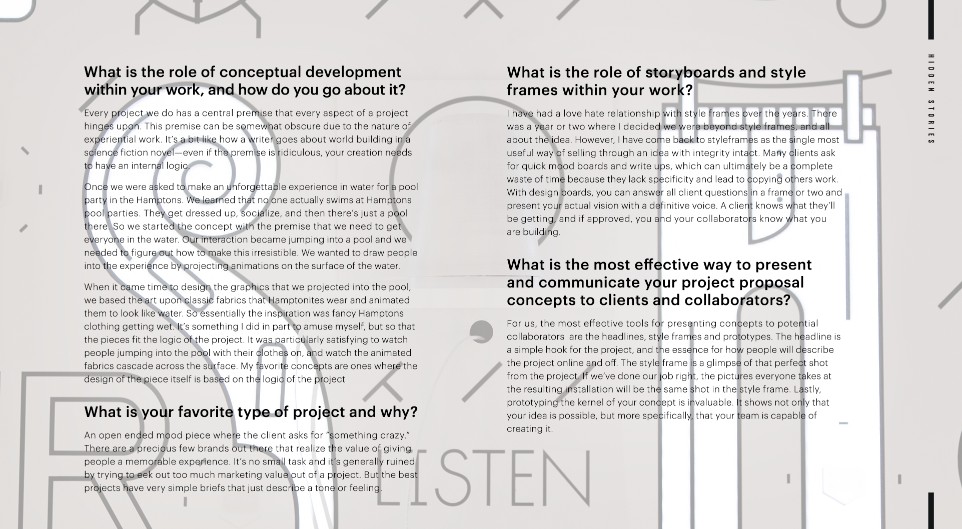 What is the role of conceptual development
within your work, and how do you go about it?
Every project we do has a central premise that every aspect of a project
hinges upon. This premise can be somewhat obscure due to the nature of
experiential work. It's a bit like how a writer goes about world building in a
science fiction novel—even if the premise is ridiculous, your creation needs
to have an internal logic.
Once we were asked to make an unforgettable experience in water for a pool
party in the Hamptons. We learned that no one actually swims at Hamptons
pool parties. They get dressed up, socialize, and then there's just a pool
there. So we started the concept with the premise that we need to get
everyone in the water. Our interaction became jumping into a pool and we
needed to figure out how to make this irresistible. We wanted to draw people
into the experience by projecting animations on the surface of the water.
When it came time to design the graphics that we projected into the pool,
we based the art upon classic fabrics that Hamptonites wear and animated
them to look like water. So essentially the inspiration was fancy Hamptons
clothing getting wet. It's something I did in part to amuse myself, but so that
the pieces fit the logic of the project. It was particularly satisfying to watch
people jumping into the pool with their clothes on, and watch the animated
fabrics cascade across the surface. My favorite concepts are ones where the
design of the piece itself is based on the logic of the project
What is your favorite type of project and why?
An open ended mood piece where the client asks for "something crazy."
There are a precious few brands out there that realize the value of giving
people a memorable experience. It's no small task and it's generally ruined
by trying to eek out too much marketing value out of a project. But the best
projects have very simple briefs that just describe a tone or feeling.
What is the role of storyboards and style
frames within your work?
I have had a love hate relationship with style frames over the years. There
was a year or two where I decided we were beyond style frames, and all
about the idea. However, I have come back to styleframes as the single most
useful way of selling through an idea with integrity intact. Many clients ask
for quick mood boards and write ups, which can ultimately be a complete
waste of time because they lack specificity and lead to copying others work.
With design boards, you can answer all client questions in a frame or two and
present your actual vision with a definitive voice. A client knows what they'll
be getting, and if approved, you and your collaborators know what you
are building.
What is the most effective way to present
and communicate your project proposal
concepts to clients and collaborators?
For us, the most effective tools for presenting concepts to potential
collaborators are the headlines, style frames and prototypes. The headline is
a simple hook for the project, and the essence for how people will describe
the project online and off. The style frame is a glimpse of that perfect shot
from the project. If we've done our job right, the pictures everyone takes at
the resulting installation will be the same shot in the style frame. Lastly,
prototyping the kernel of your concept is invaluable. It shows not only that
your idea is possible, but more specifically, that your team is capable of
creating it.
HIDDEN STORIES
R
LISTEN